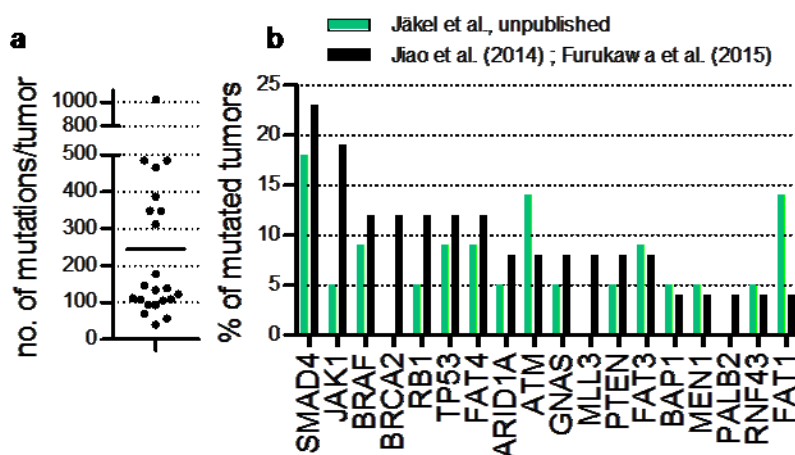 a
no. of mutations/tumor
1000
800
500
400
300
200
100
0
b
Jäkel et al., unpublished
Jiao et al. (2014) ; Furukawa et al. (2015)
% of mutated tumors
25
20
15
10
5
0
SMAD4
JAK1
BRAF
BRCA2
RB1
TP53
FAT4
ARID1A
ATM
GNAS
MLL3
PTEN
FAT3
BAP1
MEN1
PALB2
RNF43
FAT1